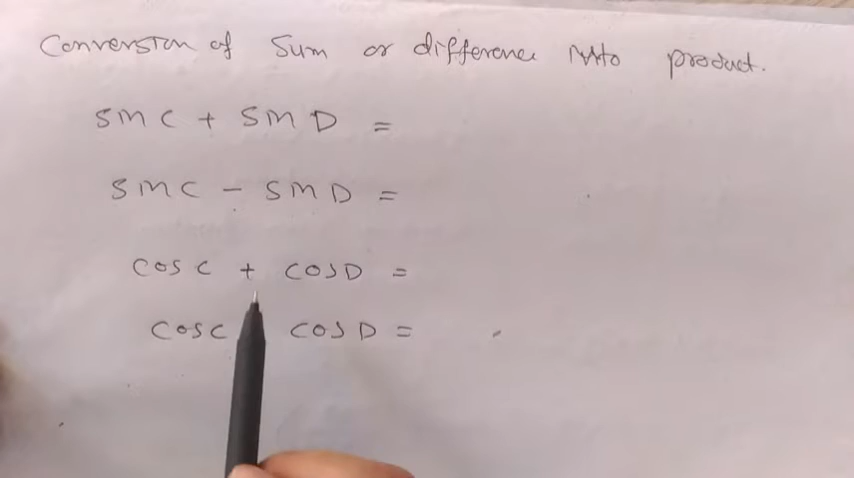 Conversion of sum or difference into product.
sin C + sin D =
sin C - sin D =
cos C + cos D =
cos C cos D =